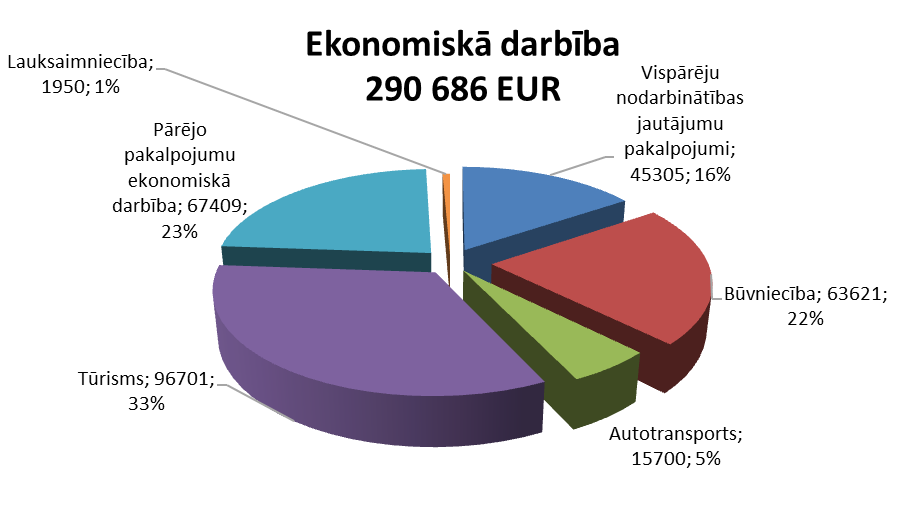 Ekonomiskā darbība
290 686 EUR
Lauksaimniecība;
1950; 1%
Vispārēju
nodarbinātības
jautājumu
pakalpojumi;
45305; 16%
Pārējo
pakalpojumu
ekonomiskā
darbība; 67409;
23%
Būvniecība; 63621;
22%
Tūrisms; 96701;
33%
Autotransports;
15700; 5%